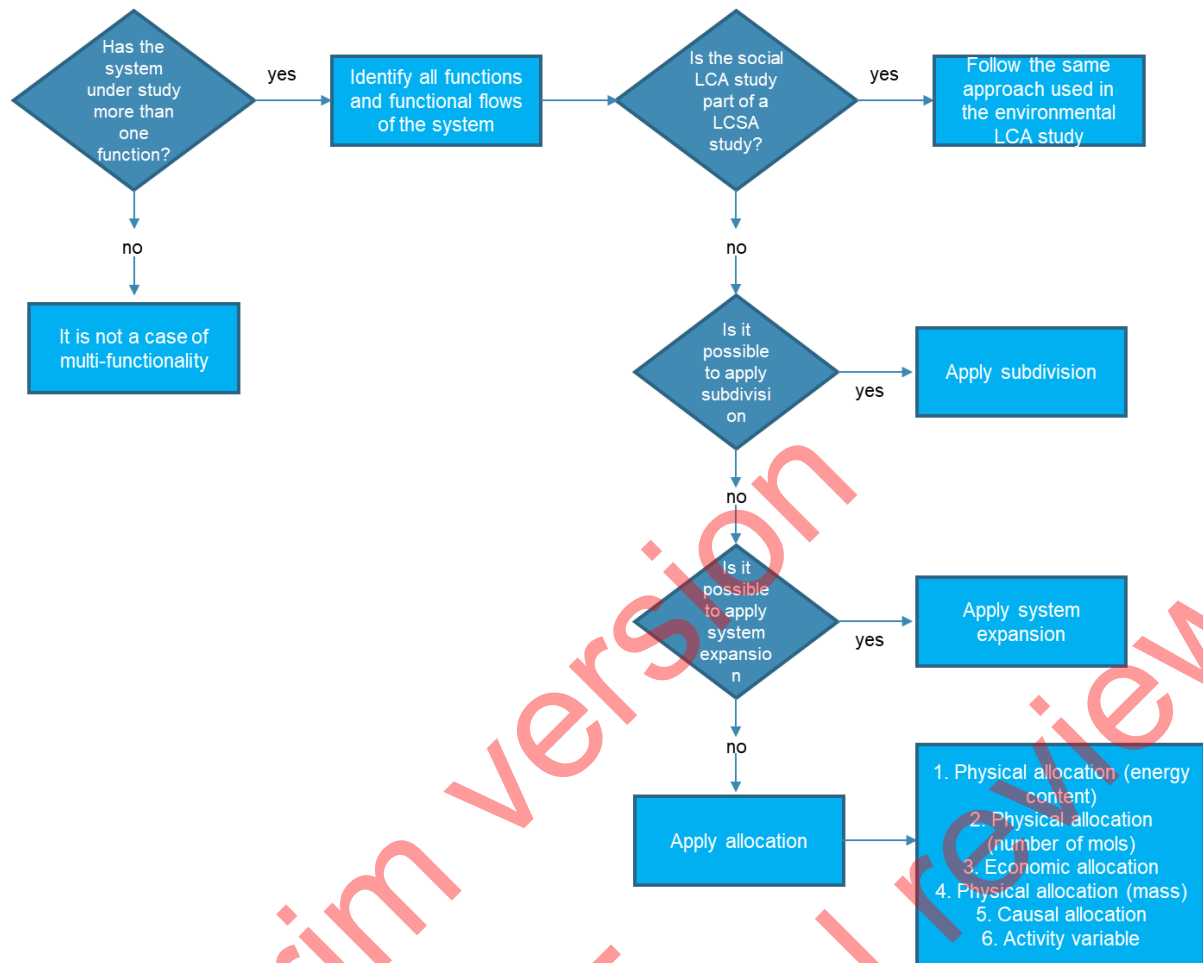 Has the
system
under study
more than
one
function?
yes
Identify all functions
and functional flows
of the system
Is the social
LCA study
part of a
LCSA
study?
yes
Follow the same
approach used in
the environmental
LCA study
no
It is not a case of
multi-functionality
no
Is it
possible
to apply
subdivisi
on
yes
Apply subdivision
no
Is it
possible
to apply
system
expansio
n
yes
Apply system
expansion
no
Apply allocation
1. Physical allocation (energy
content)
2. Physical allocation
(number of mols)
3. Economic allocation
4. Physical allocation (mass)
5. Causal allocation
6. Activity variable
rim version
l review